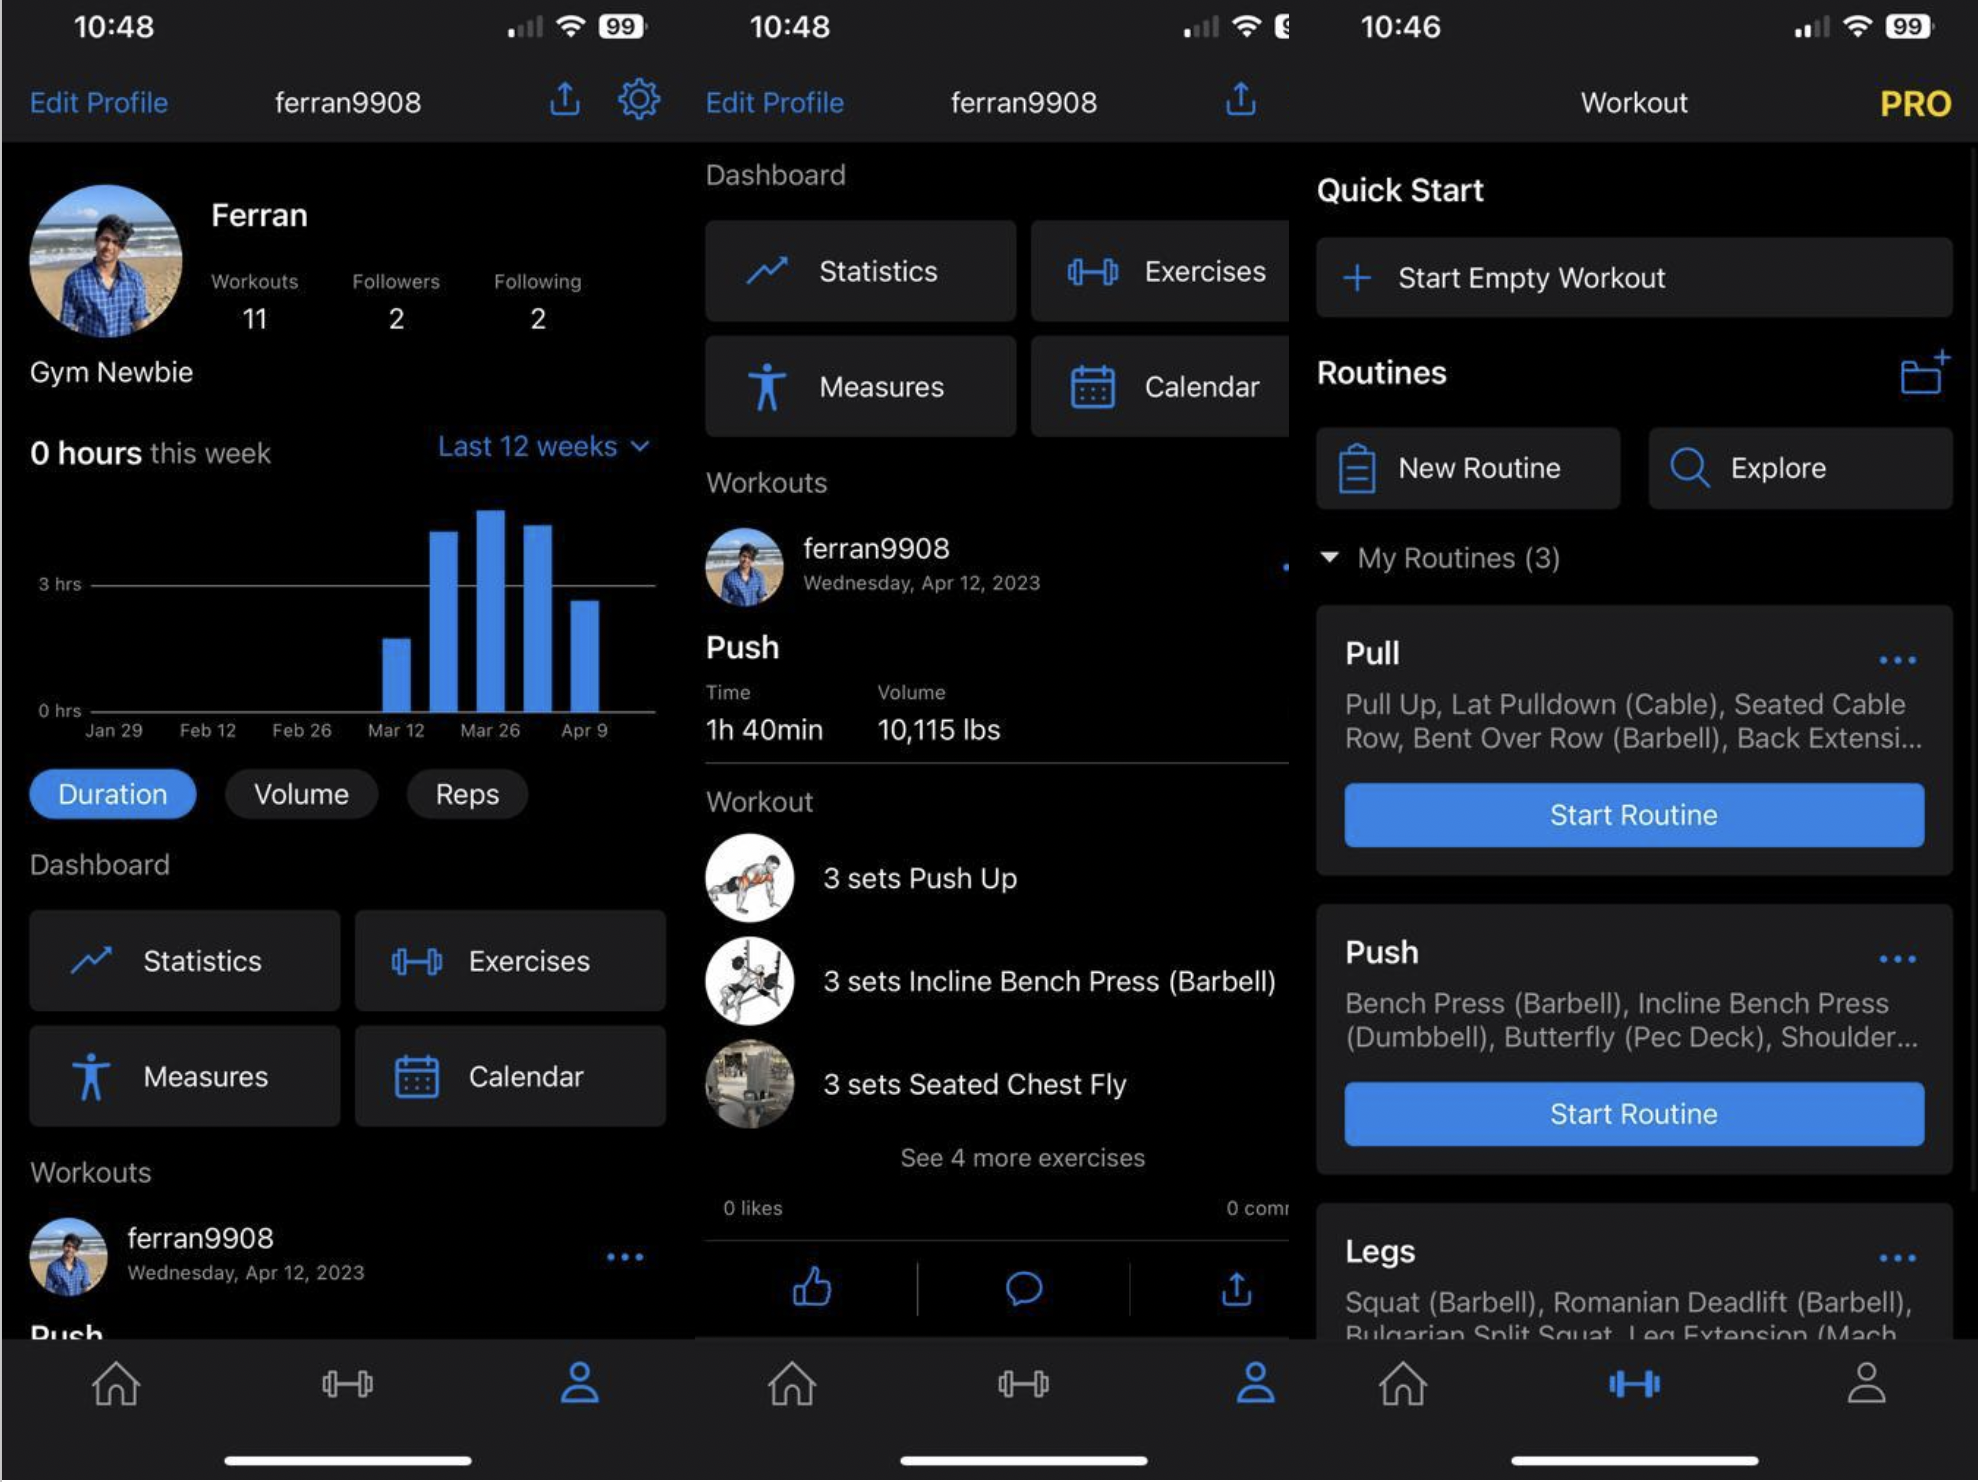 10:48
99
Edit Profile
ferran9908
Ferran
Workouts
Followers
Following
11
2
2
Gym Newbie
0 hours this week
Last 12 weeks
3 hrs
0 hrs
Jan 29
Feb 12
Feb 26
Mar 12
Mar 26
Apr 9
Duration
Volume
Reps
Dashboard
Statistics
Exercises
Measures
Calendar
Workouts
ferran9908
Wednesday, Apr 12, 2023
Push
10:48
Edit Profile
ferran9908
Dashboard
Statistics
Exercises
Measures
Calendar
Workouts
ferran9908
Wednesday, Apr 12, 2023
Push
Time
Volume
1h 40min
10,115 lbs
Workout
3 sets Push Up
3 sets Incline Bench Press (Barbell)
3 sets Seated Chest Fly
See 4 more exercises
0 likes
0 comm
10:46
99
Workout
PRO
Quick Start
Start Empty Workout
Routines
New Routine
Explore
My Routines (3)
Pull
Pull Up, Lat Pulldown (Cable), Seated Cable
Row, Bent Over Row (Barbell), Back Extensi...
Start Routine
Push
Bench Press (Barbell), Incline Bench Press
(Dumbbell), Butterfly (Pec Deck), Shoulder...
Start Routine
Legs
Squat (Barbell), Romanian Deadlift (Barbell),
Bulgarian Split Squat, Leg Extension (Mach